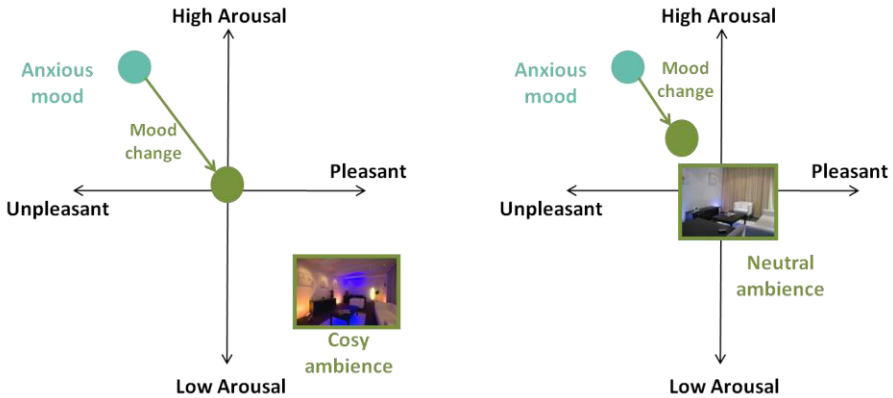 High Arousal
Anxious
mood
Mood
change
Pleasant
Unpleasant
Cosy
ambience
Low Arousal
High Arousal
Anxious
mood
Mood
change
Pleasant
Unpleasant
Neutral
ambience
Low Arousal